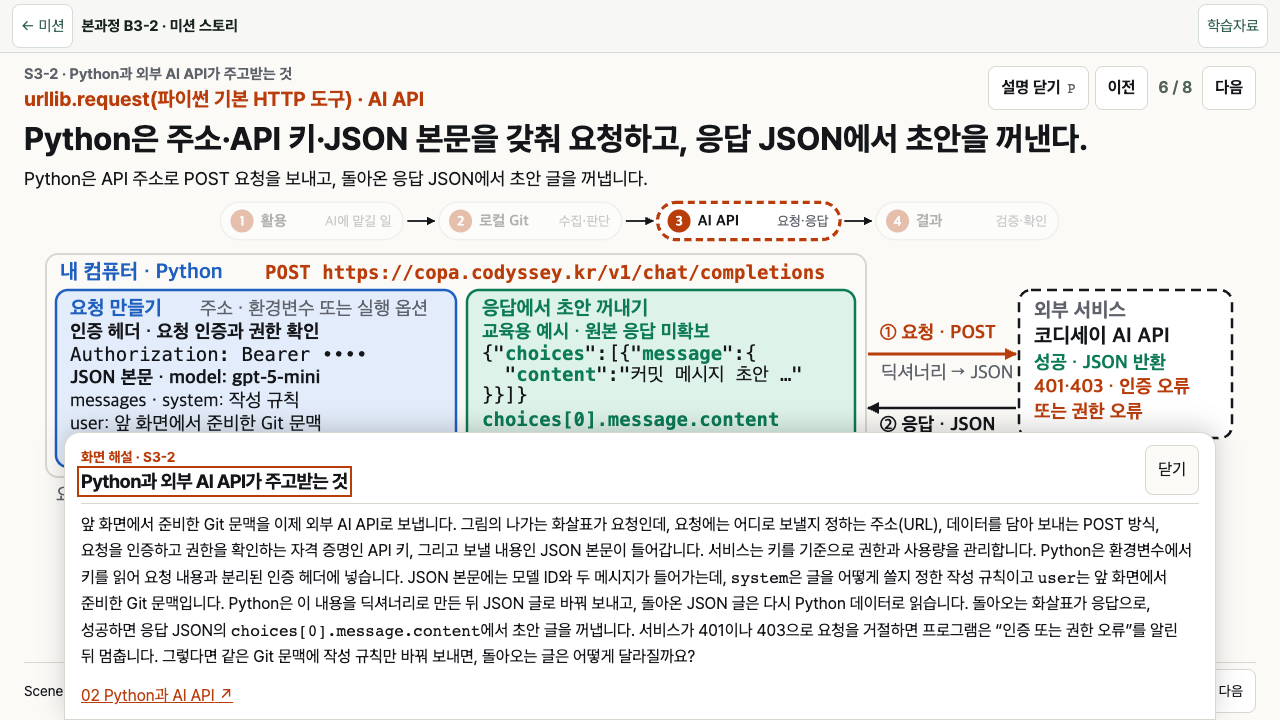 ← 미션
본과정 B3-2 · 미션 스토리
학습자료
S3-2 · Python과 외부 AI API가 주고받는 것
urllib.request(파이썬 기본 HTTP 도구) · AI API
설명 닫기 P
이전
6 / 8
다음
Python은 주소·API 키·JSON 본문을 갖춰 요청하고, 응답 JSON에서 초안을 꺼낸다.
Python은 API 주소로 POST 요청을 보내고, 돌아온 응답 JSON에서 초안 글을 꺼냅니다.
1 활용 AI에 맡길 일
2 로컬 Git 수집·판단
3 AI API 요청·응답
4 결과 검증·확인
내 컴퓨터 · Python
POST https://copa.codyssey.kr/v1/chat/completions
요청 만들기 주소 · 환경변수 또는 실행 옵션
인증 헤더 · 요청 인증과 권한 확인
Authorization: Bearer ••••
JSON 본문 · model: gpt-5-mini
messages · system: 작성 규칙
user: 앞 화면에서 준비한 Git 문맥
응답에서 초안 꺼내기
교육용 예시 · 원본 응답 미확보
{"choices":[{"message":{
"content":"커밋 메시지 초안 …"
}}]}
choices[0].message.content
① 요청 · POST
딕셔너리 → JSON
② 응답 · JSON
외부 서비스
코디세이 AI API
성공 · JSON 반환
401·403 · 인증 오류
또는 권한 오류
화면 해설 · S3-2
Python과 외부 AI API가 주고받는 것
닫기
앞 화면에서 준비한 Git 문맥을 이제 외부 AI API로 보냅니다. 그림의 나가는 화살표가 요청인데, 요청에는 어디로 보낼지 정하는 주소(URL), 데이터를 담아 보내는 POST 방식,
요청을 인증하고 권한을 확인하는 자격 증명인 API 키, 그리고 보낼 내용인 JSON 본문이 들어갑니다. 서비스는 키를 기준으로 권한과 사용량을 관리합니다. Python은 환경변수에서
키를 읽어 요청 내용과 분리된 인증 헤더에 넣습니다. JSON 본문에는 모델 ID와 두 메시지가 들어가는데, system은 글을 어떻게 쓸지 정한 작성 규칙이고 user는 앞 화면에서
준비한 Git 문맥입니다. Python은 이 내용을 딕셔너리로 만든 뒤 JSON 글로 바꿔 보내고, 돌아온 JSON 글은 다시 Python 데이터로 읽습니다. 돌아오는 화살표가 응답으로,
성공하면 응답 JSON의 choices[0].message.content에서 초안 글을 꺼냅니다. 서비스가 401이나 403으로 요청을 거절하면 프로그램은 “인증 또는 권한 오류”를 알린
뒤 멈춥니다. 그렇다면 같은 Git 문맥에 작성 규칙만 바꿔 보내면, 돌아오는 글은 어떻게 달라질까요?
02 Python과 AI API ↗
Scene
다음